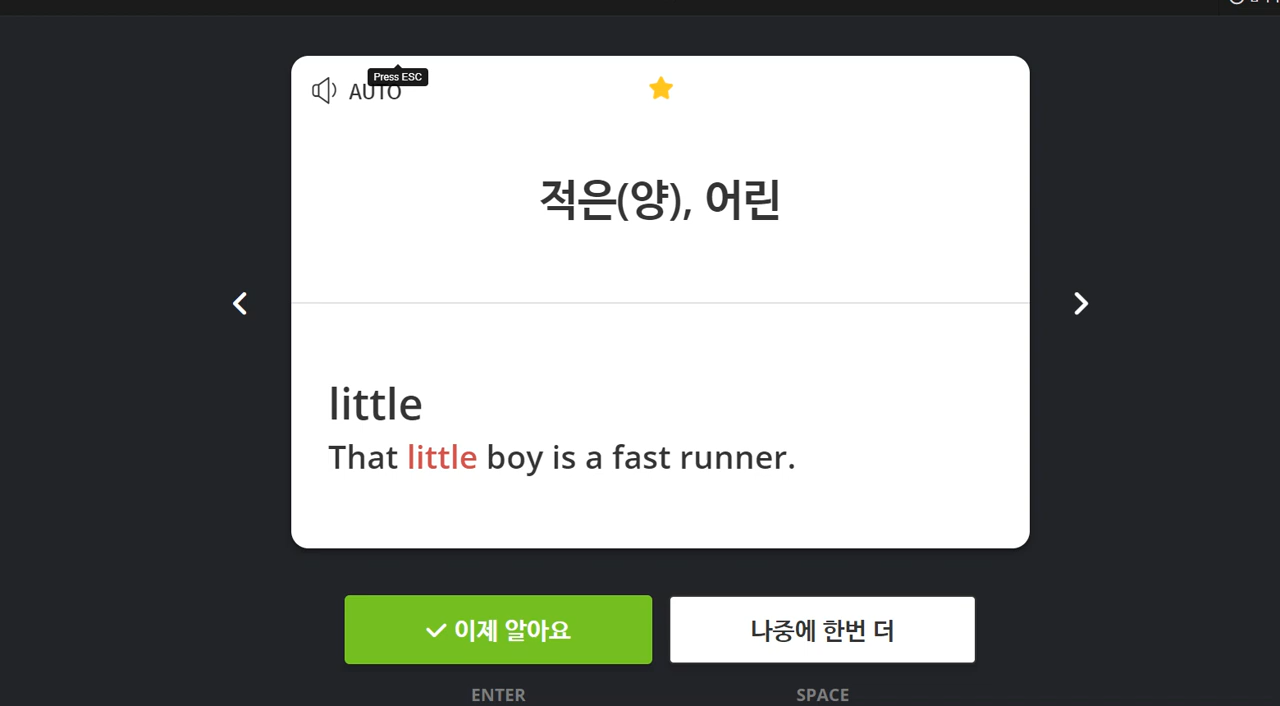 Press ESC
AUTO
적은(양), 어린
little
That little boy is a fast runner.
이제 알아요
나중에 한번 더
ENTER
SPACE